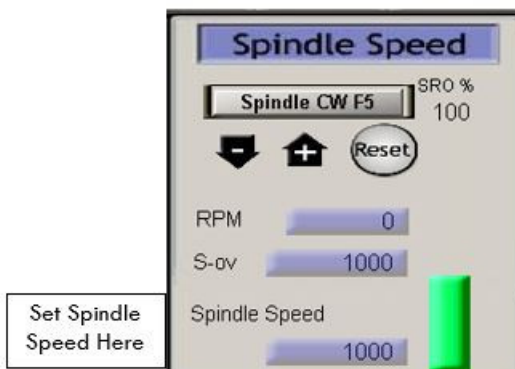 Spindle Speed
Spindle CW F5
SRO %
100
-
+
Reset
RPM
0
S-ov
1000
Set Spindle
Speed Here
Spindle Speed
1000